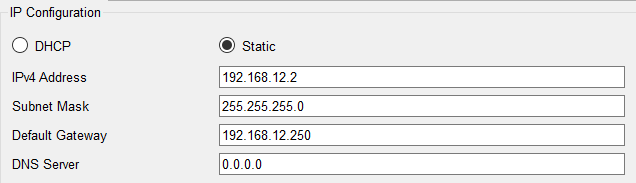 IP Configuration
DHCP Static
IPv4 Address 192.168.12.2
Subnet Mask 255.255.255.0
Default Gateway 192.168.12.250
DNS Server 0.0.0.0